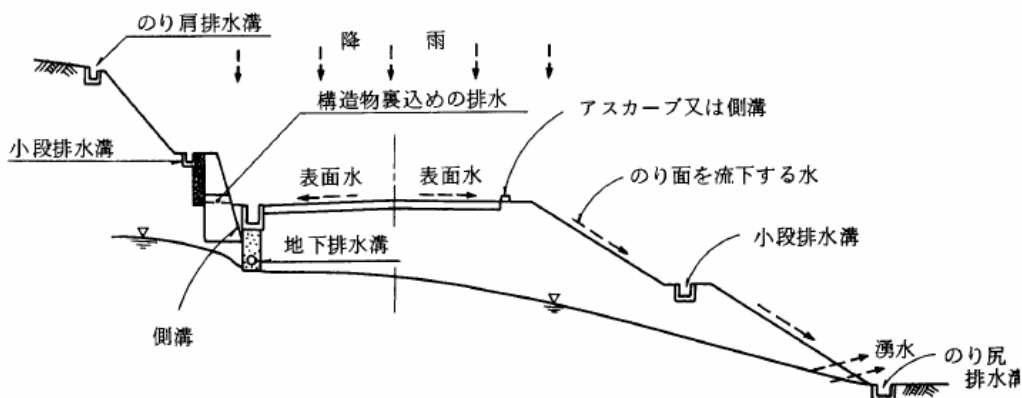 のり肩排水溝
降雨
構造物裏込めの排水
アスカーブ又は側溝
小段排水溝
表面水
表面水
のり面を流下する水
小段排水溝
地下排水溝
側溝
湧水
のり尻
排水溝